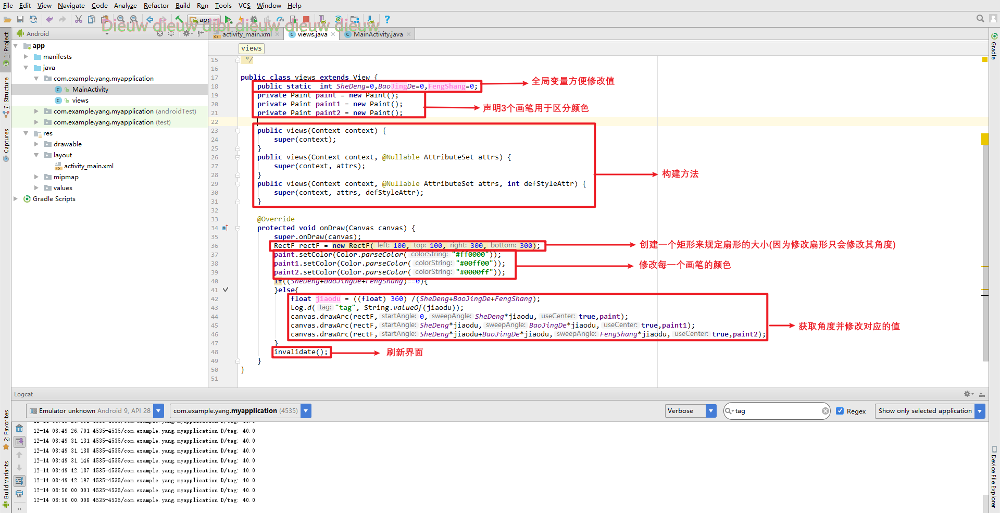 File Edit View Navigate Code Analyze Refactor Build Run Tools VCS Window Help
app
Dieuw dieuw dibi dieuw dieuw dieuw
Android
activity_main.xml
views.java
MainActivity.java
1: Project
7: Structure
Captures
2: Favorites
Build Variants
Gradle
Device File Explorer
app
manifests
java
com.example.yang.myapplication
MainActivity
views
com.example.yang.myapplication (androidTest)
com.example.yang.myapplication (test)
res
drawable
layout
activity_main.xml
mipmap
values
Gradle Scripts
views
15 */
16
17 public class views extends View {
18 public static int SheDeng=0,BaoJingDe=0,FengShang=0;
全局变量方便修改值
19 private Paint paint = new Paint();
20 private Paint paint1 = new Paint();
声明3个画笔用于区分颜色
21 private Paint paint2 = new Paint();
22
23 public views(Context context) {
24 super(context);
25 }
26 public views(Context context, @Nullable AttributeSet attrs) {
27 super(context, attrs);
28 }
构建方法
29 public views(Context context, @Nullable AttributeSet attrs, int defStyleAttr) {
30 super(context, attrs, defStyleAttr);
31 }
32
33 @Override
34 protected void onDraw(Canvas canvas) {
35 super.onDraw(canvas);
36 RectF rectF = new RectF( left: 100, top: 100, right: 300, bottom: 300);
创建一个矩形来规定扇形的大小(因为修改扇形只会修改其角度)
37 paint.setColor(Color.parseColor( colorString: "#ff0000"));
38 paint1.setColor(Color.parseColor( colorString: "#00ff00"));
修改每一个画笔的颜色
39 paint2.setColor(Color.parseColor( colorString: "#0000ff"));
40 if((SheDeng+BaoJingDe+FengShang)==0){
41 }else{
42 float jiaodu = ((float) 360) /(SheDeng+BaoJingDe+FengShang);
43 Log.d( tag: "tag", String.valueOf(jiaodu));
44 canvas.drawArc(rectF, startAngle: 0, sweepAngle: SheDeng*jiaodu, useCenter: true,paint);
45 canvas.drawArc(rectF, startAngle: SheDeng*jiaodu, sweepAngle: BaoJingDe*jiaodu, useCenter: true,paint1);
获取角度并修改对应的值
46 canvas.drawArc(rectF, startAngle: SheDeng*jiaodu+BaoJingDe*jiaodu, sweepAngle: FengShang*jiaodu, useCenter: true,paint2);
47 }
48 invalidate();
刷新界面
49 }
50 }
51
Logcat
Emulator unknown Android 9, API 28
com.example.yang.myapplication (4535)
Verbose
tag
Regex
Show only selected application
12-14 08:49:26.701 4535-4535/com.example.yang.myapplication D/tag: 40.0
12-14 08:49:31.131 4535-4535/com.example.yang.myapplication D/tag: 40.0
12-14 08:49:31.138 4535-4535/com.example.yang.myapplication D/tag: 40.0
12-14 08:49:31.146 4535-4535/com.example.yang.myapplication D/tag: 40.0
12-14 08:49:42.187 4535-4535/com.example.yang.myapplication D/tag: 40.0
12-14 08:49:42.197 4535-4535/com.example.yang.myapplication D/tag: 40.0
12-14 08:50:00.001 4535-4535/com.example.yang.myapplication D/tag: 40.0
12-14 08:50:00.008 4535-4535/com.example.yang.myapplication D/tag: 40.0